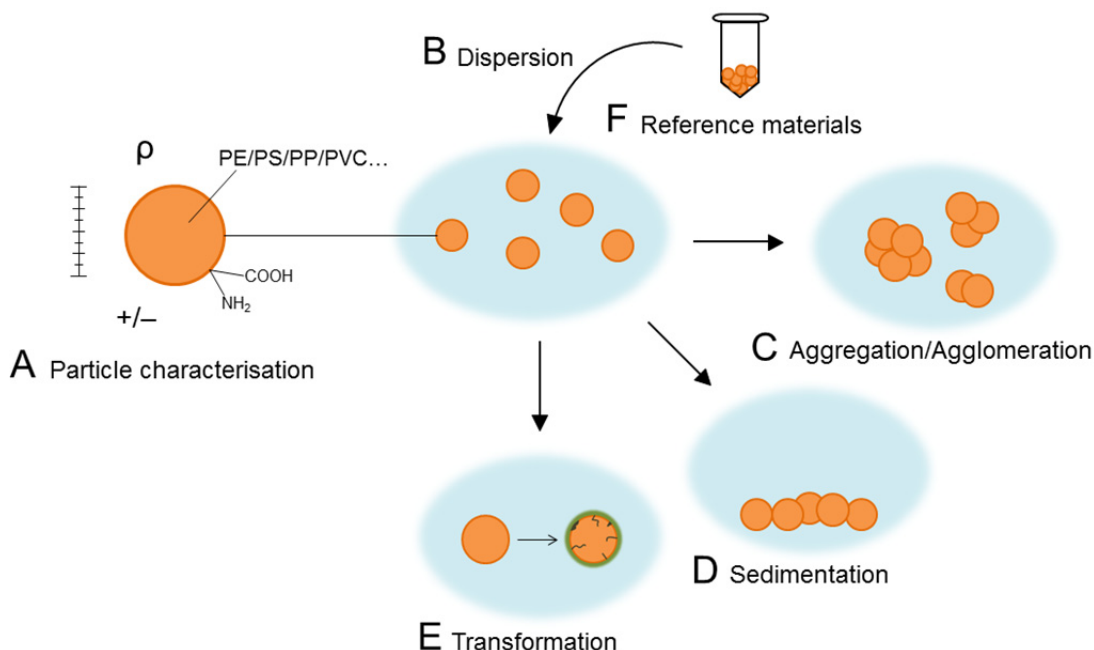 B Dispersion
F Reference materials
ρ
PE/PS/PP/PVC…
COOH
NH₂
+/–
A Particle characterisation
C Aggregation/Agglomeration
D Sedimentation
E Transformation